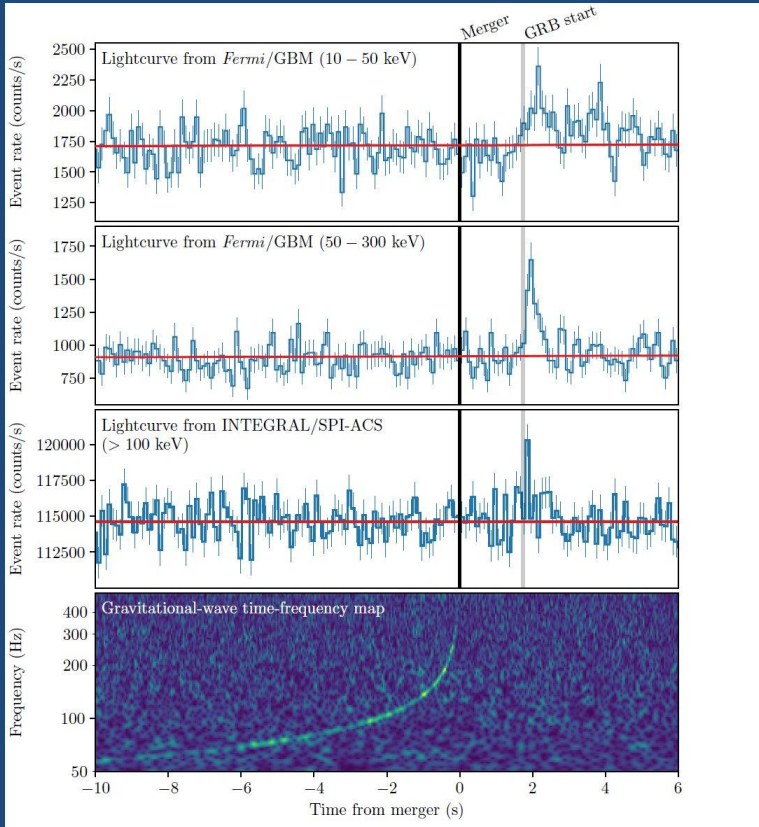 Merger
GRB start
Lightcurve from Fermi/GBM (10 – 50 keV)
Event rate (counts/s)
2500
2250
2000
1750
1500
1250
Lightcurve from Fermi/GBM (50 – 300 keV)
Event rate (counts/s)
1750
1500
1250
1000
750
Lightcurve from INTEGRAL/SPI-ACS
(> 100 keV)
Event rate (counts/s)
120000
117500
115000
112500
Gravitational-wave time-frequency map
Frequency (Hz)
400
300
200
100
50
−10 −8 −6 −4 −2 0 2 4 6
Time from merger (s)